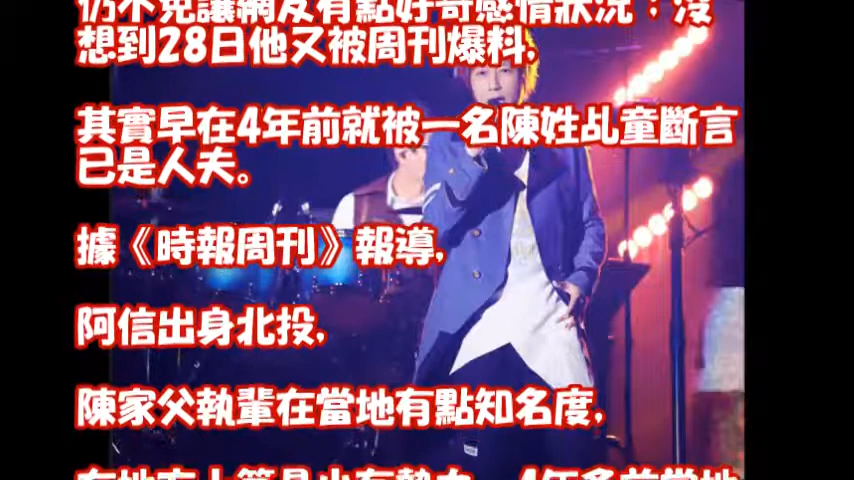 仍不免讓網友有點好奇感情狀況；沒
想到28日他又被周刊爆料,
其實早在4年前就被一名陳姓乩童斷言
已是人夫。
據《時報周刊》報導,
阿信出身北投,
陳家父執輩在當地有點知名度,